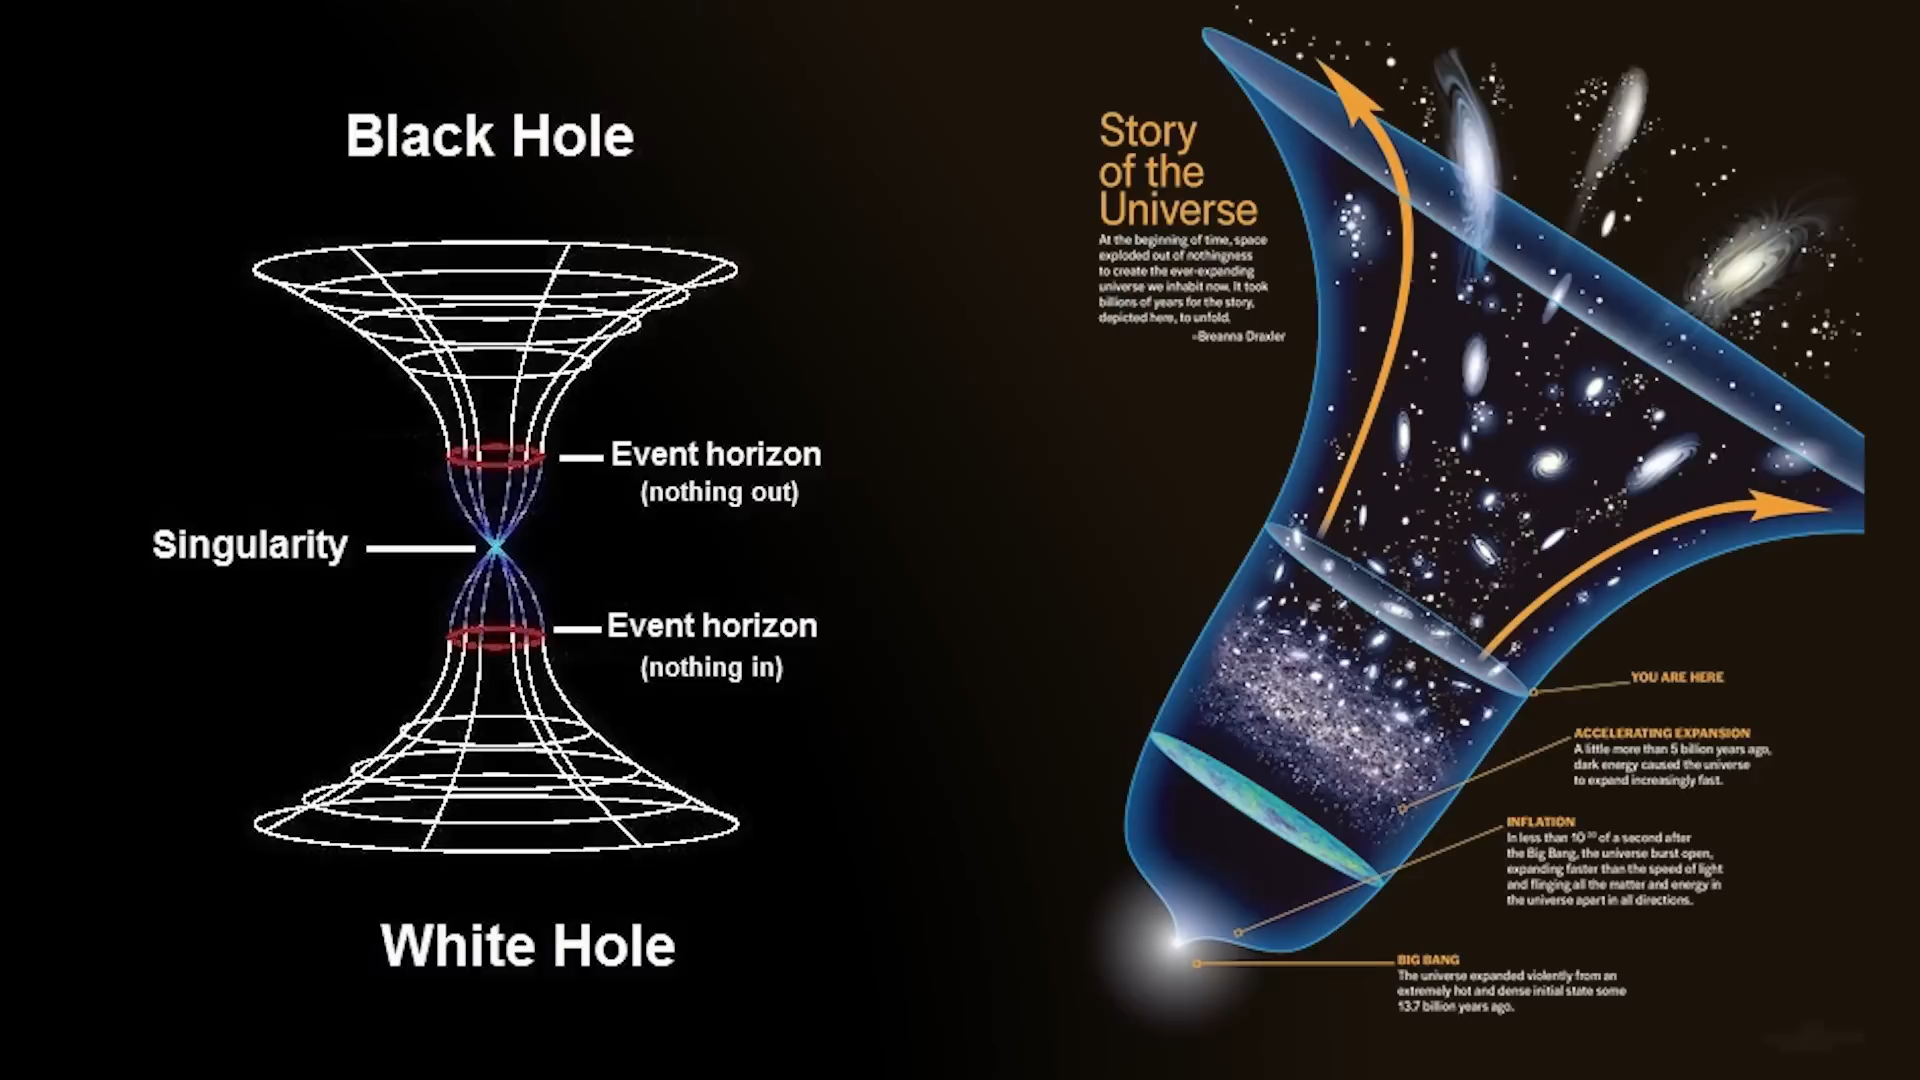 Black Hole
Event horizon
(nothing out)
Singularity
Event horizon
(nothing in)
White Hole
Story
of the
Universe
At the beginning of time, space
exploded out of nothingness
to create the ever-expanding
universe we inhabit now. It took
billions of years for the story,
depicted here, to unfold.
–Breanna Draxler
YOU ARE HERE
ACCELERATING EXPANSION
A little more than 5 billion years ago,
dark energy caused the universe
to expand increasingly fast.
INFLATION
In less than of a second after
the Big Bang, the universe burst open,
expanding faster than the speed of light
and flinging all the matter and energy in
the universe apart in all directions.
BIG BANG
The universe expanded violently from an
extremely hot and dense initial state some
13.7 billion years ago.